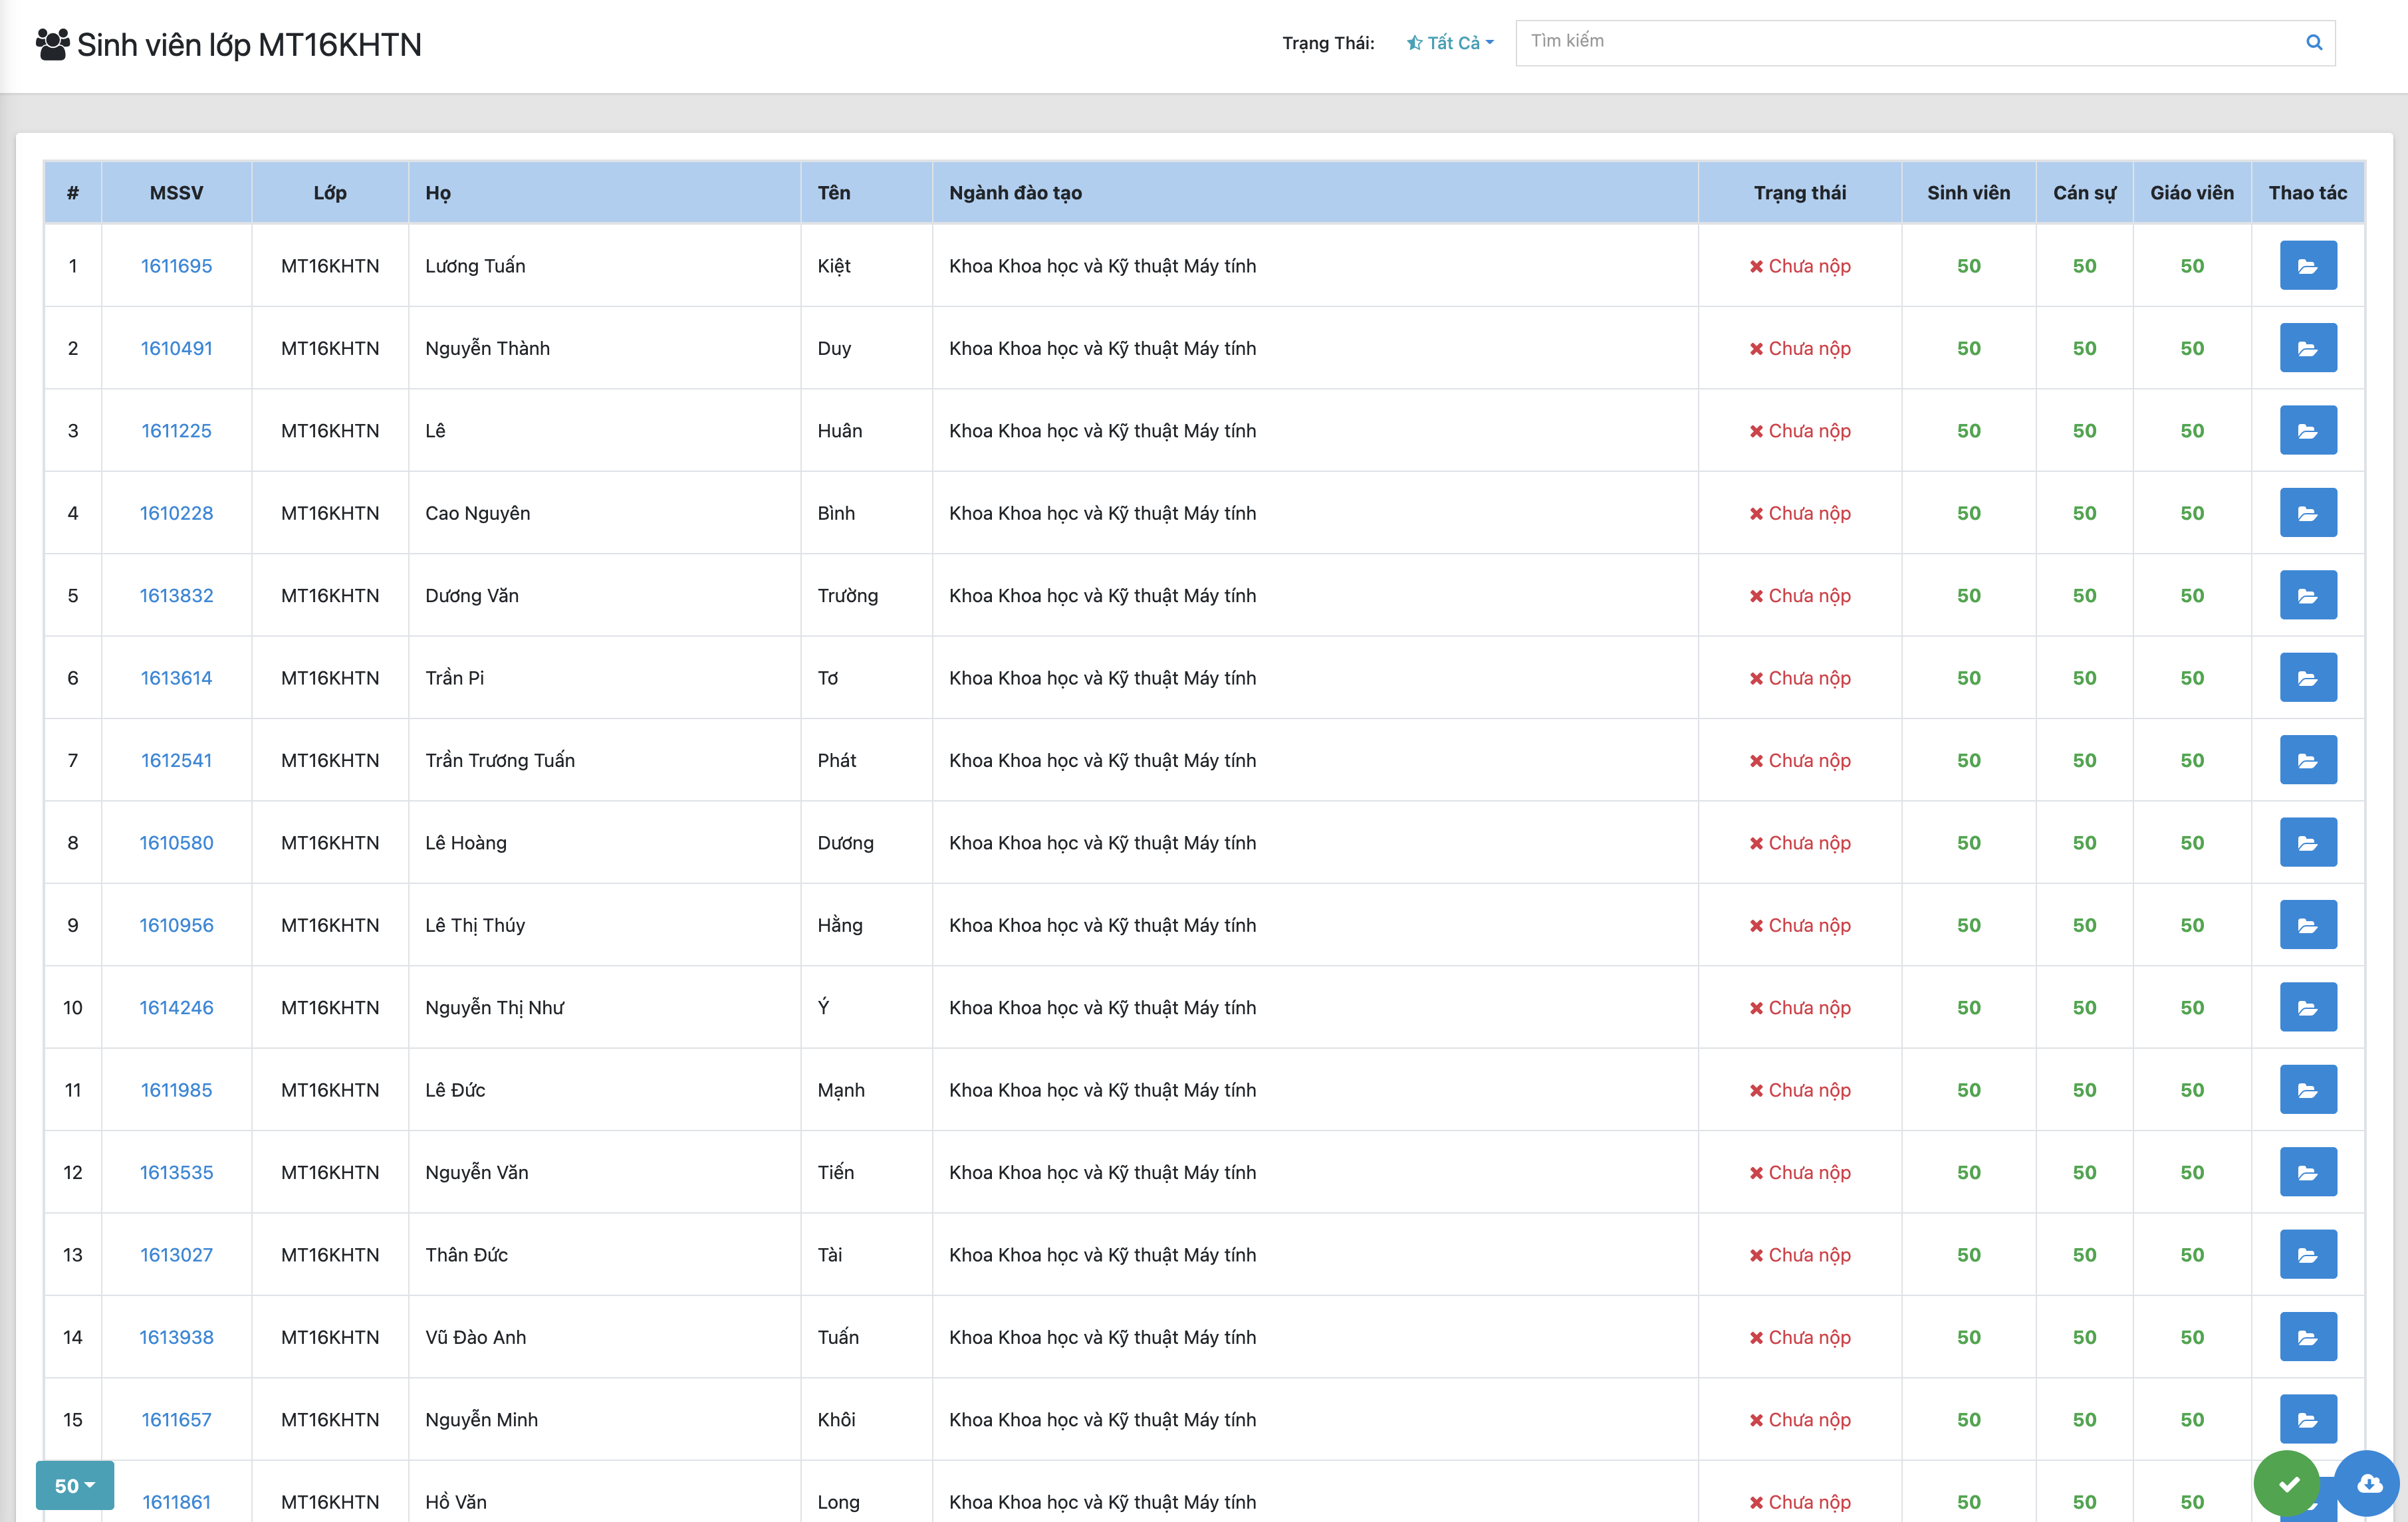 Sinh viên lớp MT16KHTN
Trạng Thái: Tất Cả Tìm kiếm
# MSSV Lớp Họ Tên Ngành đào tạo Trạng thái Sinh viên Cán sự Giáo viên Thao tác
1 1611695 MT16KHTN Lương Tuấn Kiệt Khoa Khoa học và Kỹ thuật Máy tính Chưa nộp 50 50 50
2 1610491 MT16KHTN Nguyễn Thành Duy Khoa Khoa học và Kỹ thuật Máy tính Chưa nộp 50 50 50
3 1611225 MT16KHTN Lê Huân Khoa Khoa học và Kỹ thuật Máy tính Chưa nộp 50 50 50
4 1610228 MT16KHTN Cao Nguyên Bình Khoa Khoa học và Kỹ thuật Máy tính Chưa nộp 50 50 50
5 1613832 MT16KHTN Dương Văn Trường Khoa Khoa học và Kỹ thuật Máy tính Chưa nộp 50 50 50
6 1613614 MT16KHTN Trần Pi Tơ Khoa Khoa học và Kỹ thuật Máy tính Chưa nộp 50 50 50
7 1612541 MT16KHTN Trần Trương Tuấn Phát Khoa Khoa học và Kỹ thuật Máy tính Chưa nộp 50 50 50
8 1610580 MT16KHTN Lê Hoàng Dương Khoa Khoa học và Kỹ thuật Máy tính Chưa nộp 50 50 50
9 1610956 MT16KHTN Lê Thị Thúy Hằng Khoa Khoa học và Kỹ thuật Máy tính Chưa nộp 50 50 50
10 1614246 MT16KHTN Nguyễn Thị Như Ý Khoa Khoa học và Kỹ thuật Máy tính Chưa nộp 50 50 50
11 1611985 MT16KHTN Lê Đức Mạnh Khoa Khoa học và Kỹ thuật Máy tính Chưa nộp 50 50 50
12 1613535 MT16KHTN Nguyễn Văn Tiến Khoa Khoa học và Kỹ thuật Máy tính Chưa nộp 50 50 50
13 1613027 MT16KHTN Thân Đức Tài Khoa Khoa học và Kỹ thuật Máy tính Chưa nộp 50 50 50
14 1613938 MT16KHTN Vũ Đào Anh Tuấn Khoa Khoa học và Kỹ thuật Máy tính Chưa nộp 50 50 50
15 1611657 MT16KHTN Nguyễn Minh Khôi Khoa Khoa học và Kỹ thuật Máy tính Chưa nộp 50 50 50
50
1611861 MT16KHTN Hồ Văn Long Khoa Khoa học và Kỹ thuật Máy tính Chưa nộp 50 50 50